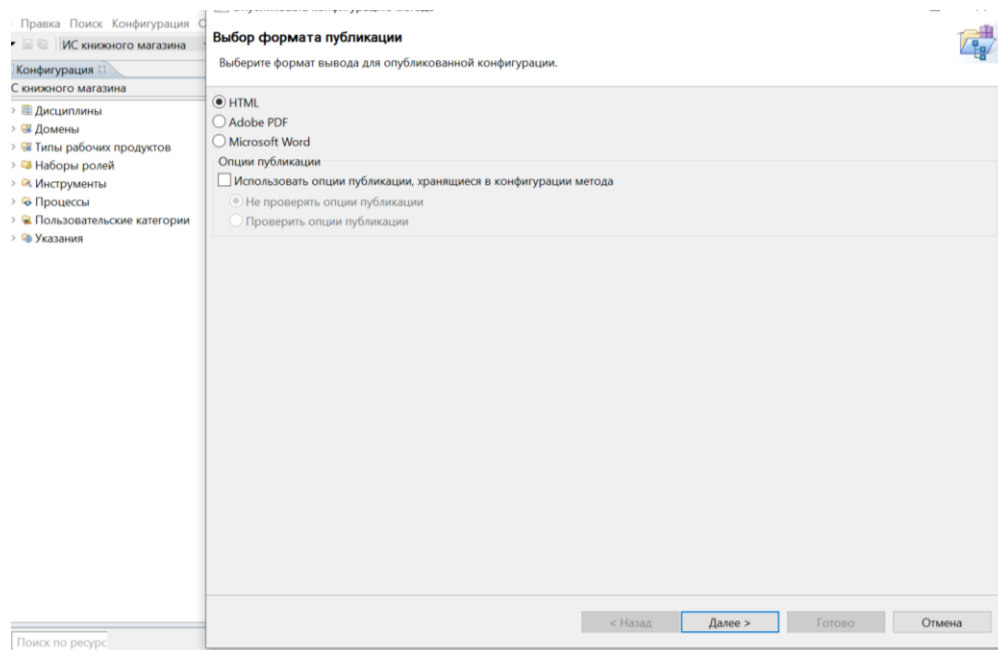 Правка Поиск Конфигурация С
ИС книжного магазина
Конфигурация
С книжного магазина
Дисциплины
Домены
Типы рабочих продуктов
Наборы ролей
Инструменты
Процессы
Пользовательские категории
Указания
Поиск по ресурс
Выбор формата публикации
Выберите формат вывода для опубликованной конфигурации.
HTML
Adobe PDF
Microsoft Word
Опции публикации
Использовать опции публикации, хранящиеся в конфигурации метода
Не проверять опции публикации
Проверить опции публикации
< Назад
Далее >
Готово
Отмена